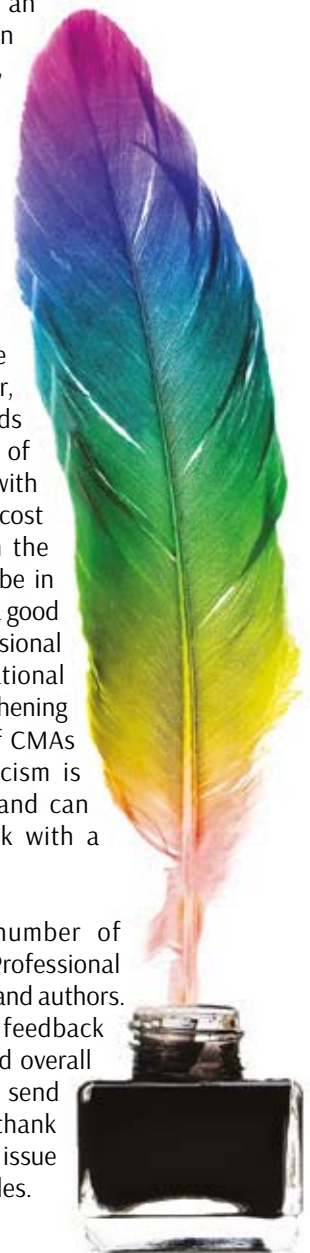 an
n
,
e
r,
ds
of
with
cost
n the
be in
good
sional
ational
hening
f CMAs
cism is
and can
k with a
number of
Professional
and authors.
feedback
d overall
send
thank
issue
les.